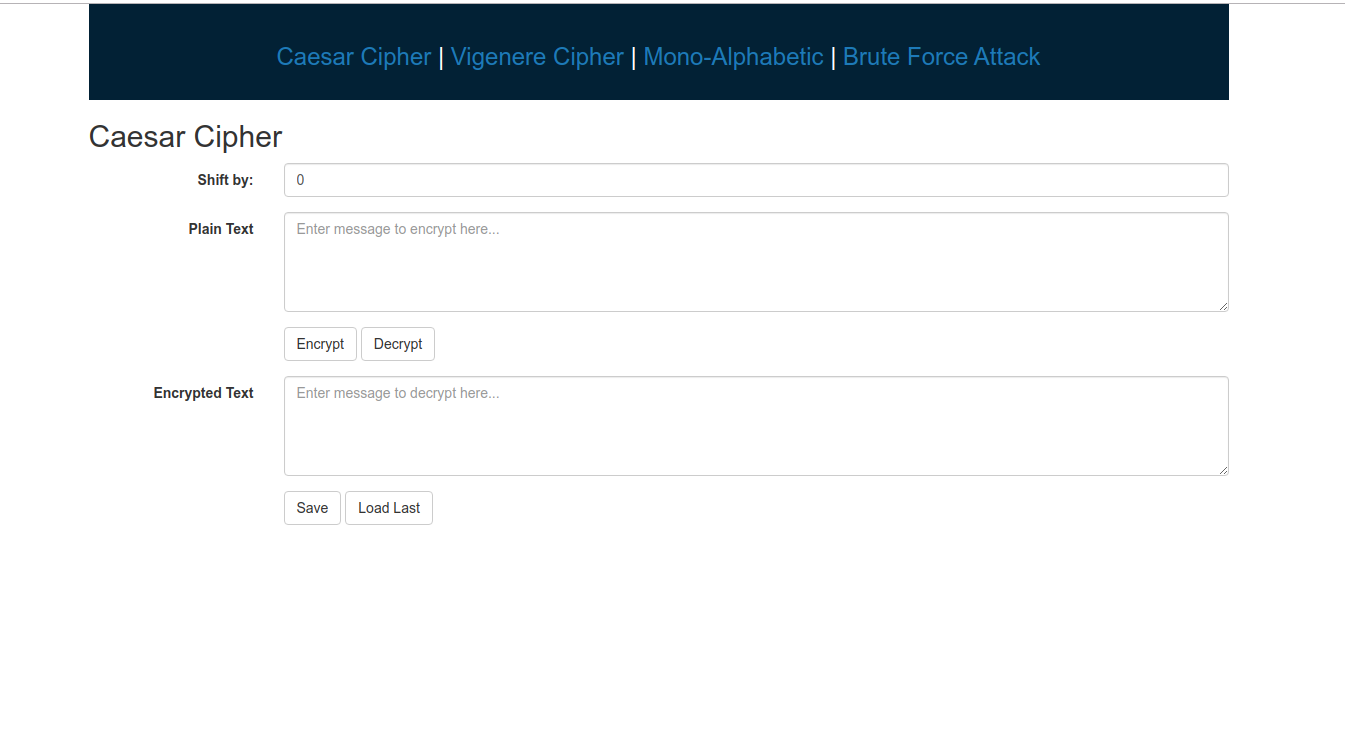 Caesar Cipher | Vigenere Cipher | Mono-Alphabetic | Brute Force Attack
Caesar Cipher
Shift by: 0
Plain Text Enter message to encrypt here...
Encrypt Decrypt
Encrypted Text Enter message to decrypt here...
Save Load Last